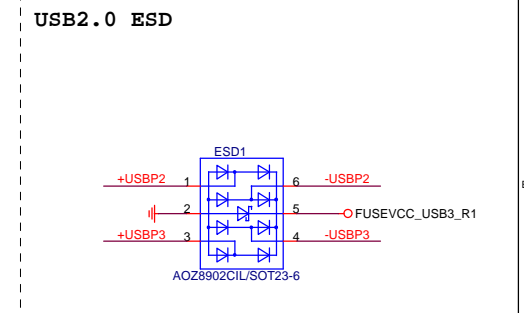 USB2.0 ESD
ESD1
+USBP2 1 6 -USBP2
2 5 FUSEVCC_USB3_R1
+USBP3 3 4 -USBP3
AOZ8902CIL/SOT23-6